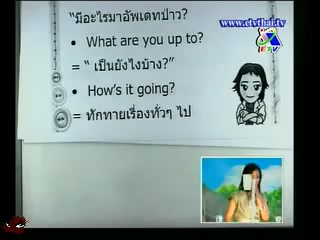 www.etvthai.tv
ETV
"มีอะไรมาอัพเดทป่าว?
• What are you up to?
= " เป็นยังไงบ้าง?"
• How's it going?
= ทักทายเรื่องทั่วๆ ไป